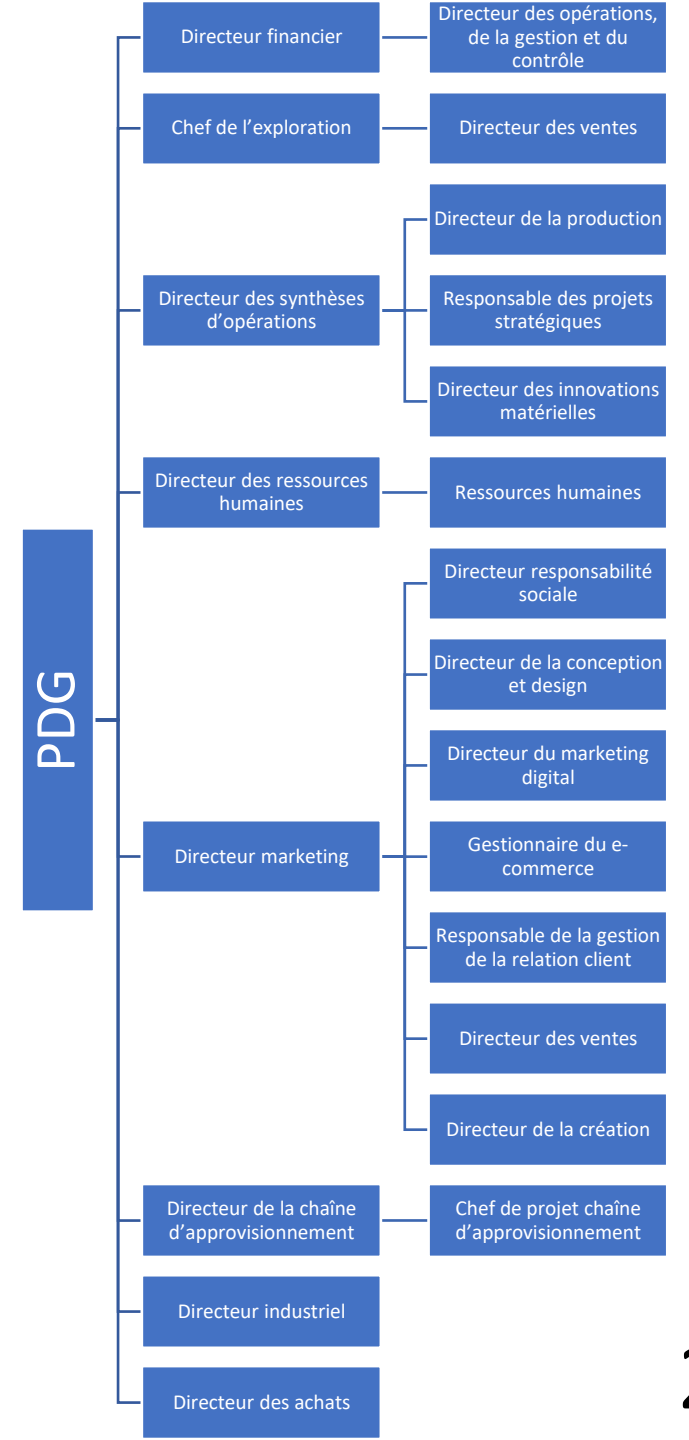 PDG
Directeur financier
Directeur des opérations,
de la gestion et du
contrôle
Chef de l’exploration
Directeur des ventes
Directeur des synthèses
d’opérations
Directeur de la production
Responsable des projets
stratégiques
Directeur des innovations
matérielles
Directeur des ressources
humaines
Ressources humaines
Directeur marketing
Directeur responsabilité
sociale
Directeur de la conception
et design
Directeur du marketing
digital
Gestionnaire du e-
commerce
Responsable de la gestion
de la relation client
Directeur des ventes
Directeur de la création
Directeur de la chaîne
d’approvisionnement
Chef de projet chaîne
d’approvisionnement
Directeur industriel
Directeur des achats